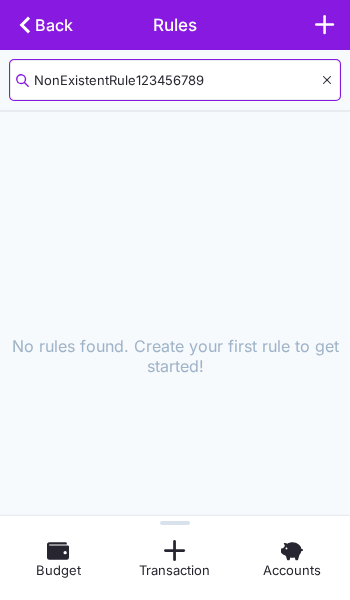 Back
Rules
NonExistentRule123456789
No rules found. Create your first rule to get
started!
Budget
Transaction
Accounts